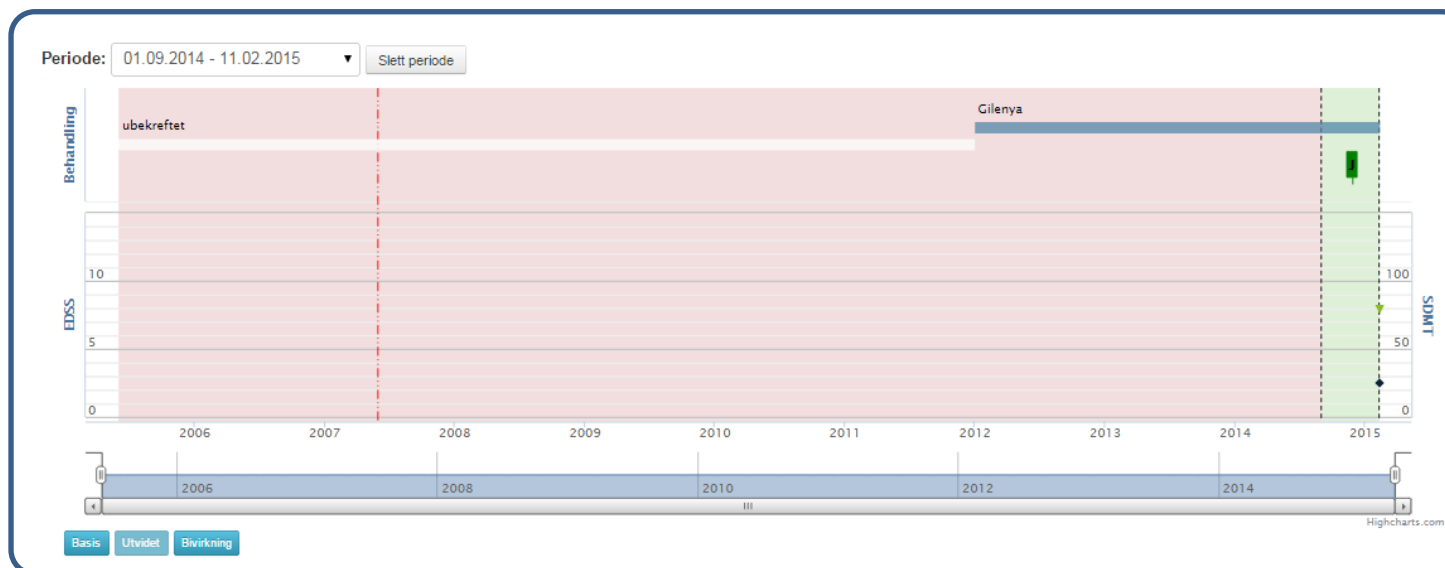 Periode: 01.09.2014 - 11.02.2015 Slett periode
Behandling
ubekreftet
Gilenya
J
EDSS
10
5
0
100
50
0
SDMT
2006 2007 2008 2009 2010 2011 2012 2013 2014 2015
2006 2008 2010 2012 2014
Highcharts.com
Basis Utvidet Bivirkning